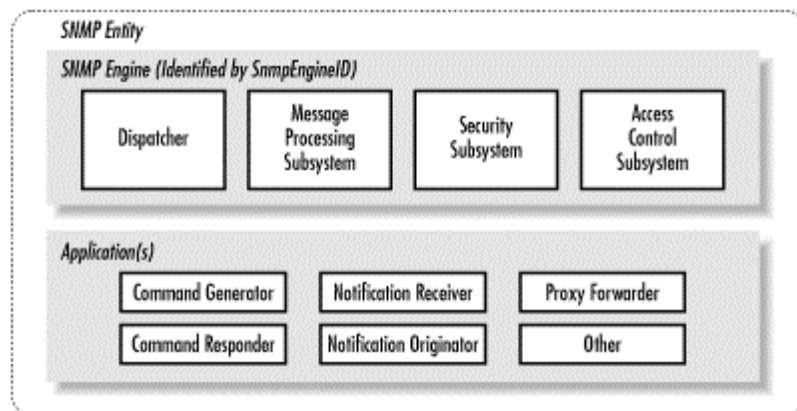 SNMP Entity
SNMP Engine (Identified by SnmpEngineID)
Dispatcher
Message
Processing
Subsystem
Security
Subsystem
Access
Control
Subsystem
Application(s)
Command Generator
Notification Receiver
Proxy Forwarder
Command Responder
Notification Originator
Other